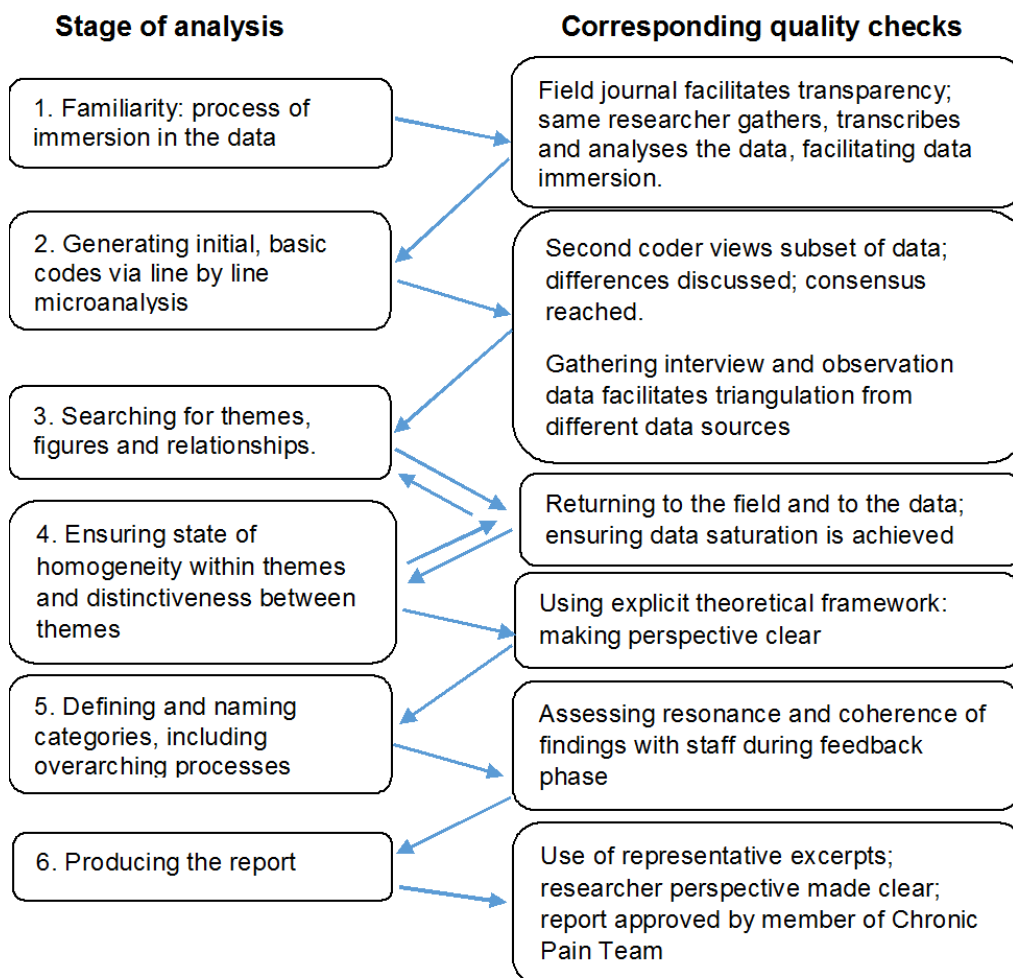 Stage of analysis
Corresponding quality checks
1. Familiarity: process of
immersion in the data
Field journal facilitates transparency;
same researcher gathers, transcribes
and analyses the data, facilitating data
immersion.
2. Generating initial, basic
codes via line by line
microanalysis
Second coder views subset of data;
differences discussed; consensus
reached.
Gathering interview and observation
data facilitates triangulation from
different data sources
3. Searching for themes,
figures and relationships.
Returning to the field and to the data;
ensuring data saturation is achieved
4. Ensuring state of
homogeneity within themes
and distinctiveness between
themes
Using explicit theoretical framework:
making perspective clear
5. Defining and naming
categories, including
overarching processes
Assessing resonance and coherence of
findings with staff during feedback
phase
6. Producing the report
Use of representative excerpts;
researcher perspective made clear;
report approved by member of Chronic
Pain Team